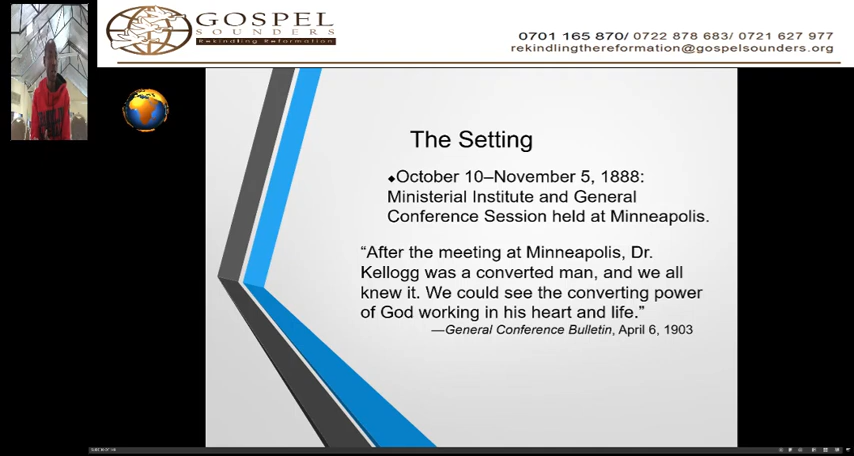 GOSPEL
SOUNDERS
Rekindling Reformation
0701 165 870/ 0722 878 683/ 0721 627 977
rekindlingthereformation@gospelsounders.org
The Setting
◆October 10–November 5, 1888:
Ministerial Institute and General
Conference Session held at Minneapolis.
“After the meeting at Minneapolis, Dr.
Kellogg was a converted man, and we all
knew it. We could see the converting power
of God working in his heart and life.”
—General Conference Bulletin, April 6, 1903